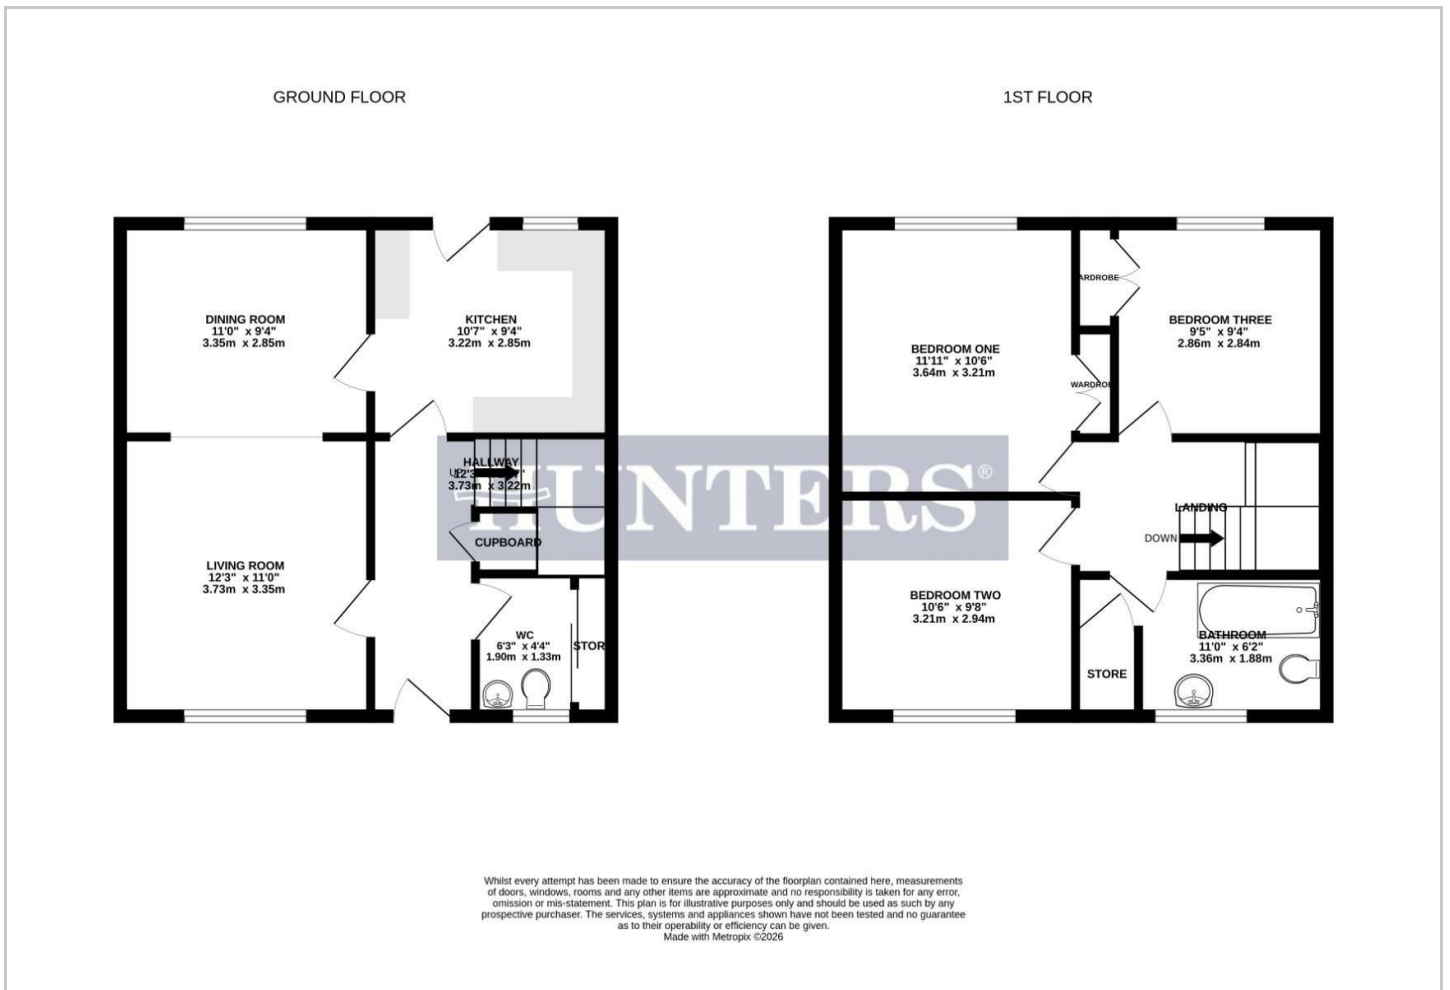 GROUND FLOOR
1ST FLOOR
DINING ROOM
11'0" x 9'4"
3.35m x 2.85m
KITCHEN
10'7" x 9'4"
3.22m x 2.85m
HALLWAY
UP
3.73m x 3.22m
CUPBOARD
LIVING ROOM
12'3" x 11'0"
3.73m x 3.35m
WC
6'3" x 4'4"
1.90m x 1.33m
STOR
BEDROOM ONE
11'11" x 10'6"
3.64m x 3.21m
ARDROBE
WARDROB
BEDROOM THREE
9'5" x 9'4"
2.86m x 2.84m
LANDING
DOWN
BEDROOM TWO
10'6" x 9'8"
3.21m x 2.94m
BATHROOM
11'0" x 6'2"
3.36m x 1.88m
STORE
HUNTERS®
Whilst every attempt has been made to ensure the accuracy of the floorplan contained here, measurements
of doors, windows, rooms and any other items are approximate and no responsibility is taken for any error,
omission or mis-statement. This plan is for illustrative purposes only and should be used as such by any
prospective purchaser. The services, systems and appliances shown have not been tested and no guarantee
as to their operability or efficiency can be given.
Made with Metropix ©2026